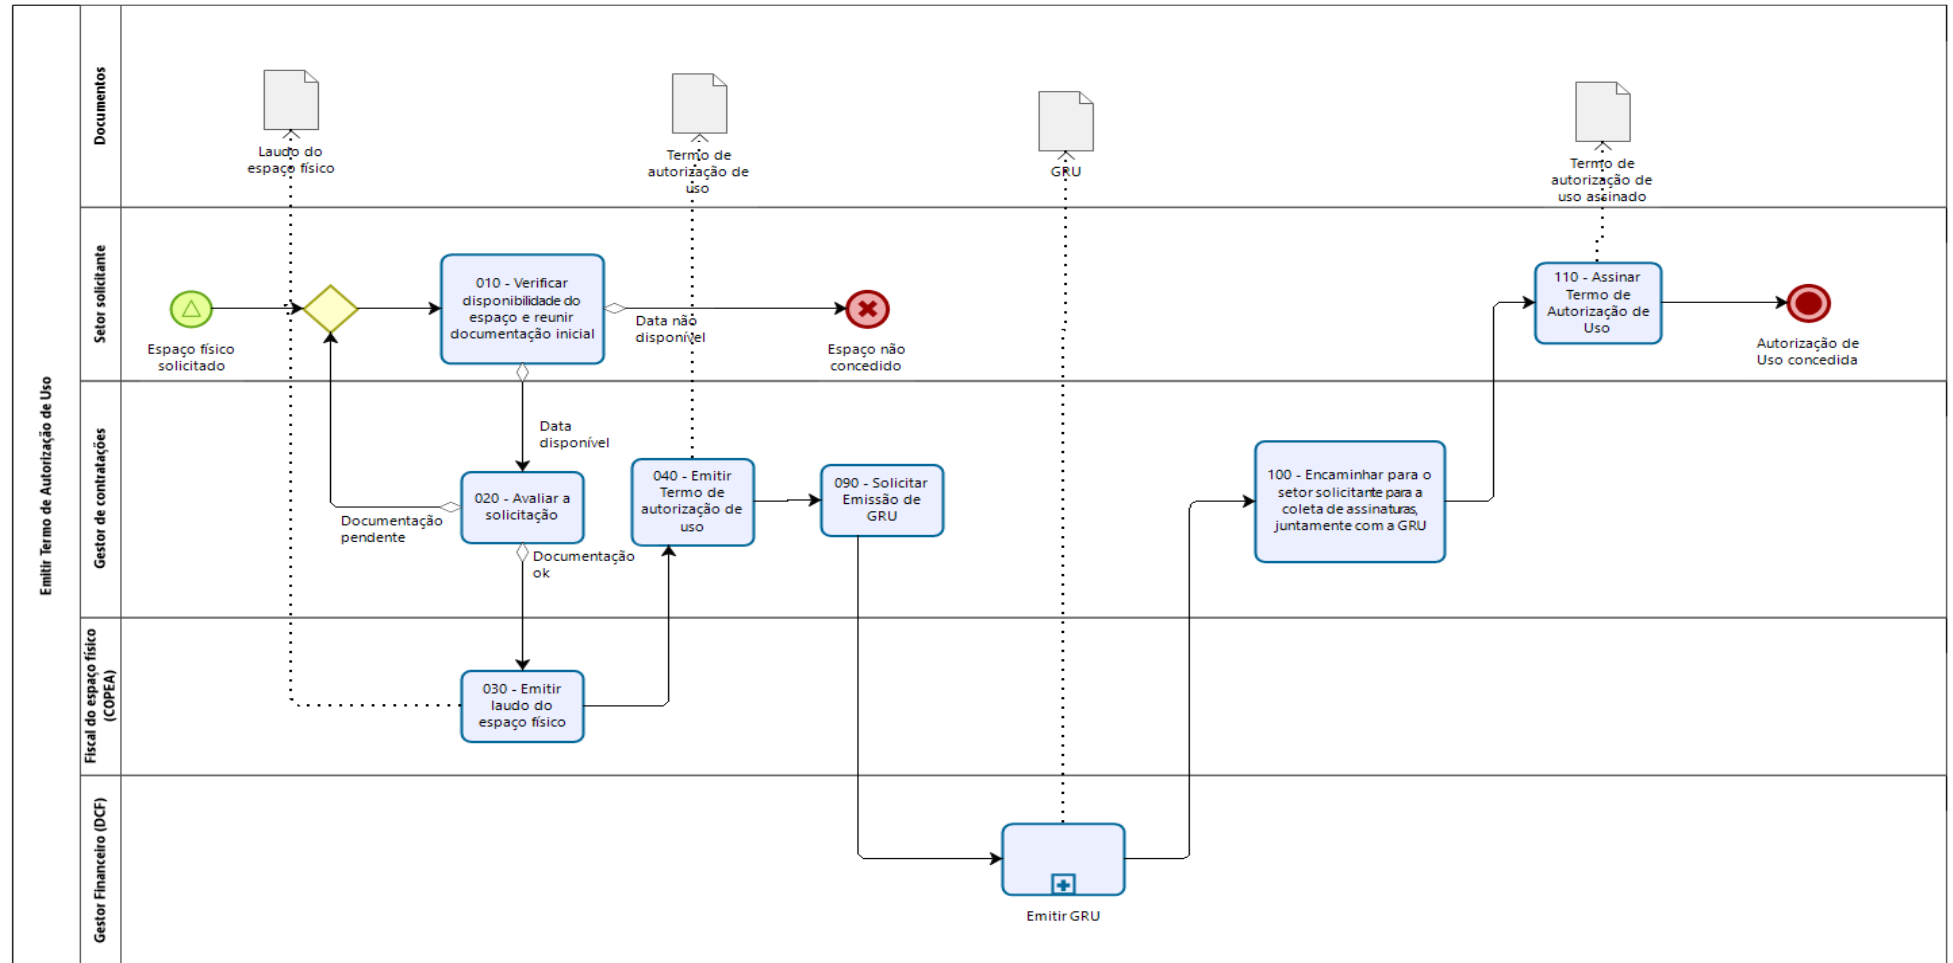 Emitir Termo de Autorização de Uso
Documentos
Laudo do
espaço físico
Termo de
autorização de
uso
GRU
Termo de
autorização de
uso assinado
Setor solicitante
Espaço físico
solicitado
010 - Verificar
disponibilidade do
espaço e reunir
documentação inicial
Data não
disponível
Espaço não
concedido
110 - Assinar
Termo de
Autorização de
Uso
Autorização de
Uso concedida
Gestor de contratações
Data
disponível
020 - Avaliar a
solicitação
Documentação
pendente
Documentação
ok
040 - Emitir
Termo de
autorização de
uso
090 - Solicitar
Emissão de
GRU
100 - Encaminhar para o
setor solicitante para a
coleta de assinaturas,
juntamente com a GRU
Fiscal do espaço físico
(COPEA)
030 - Emitir
laudo do
espaço físico
Gestor Financeiro (DCF)
Emitir GRU